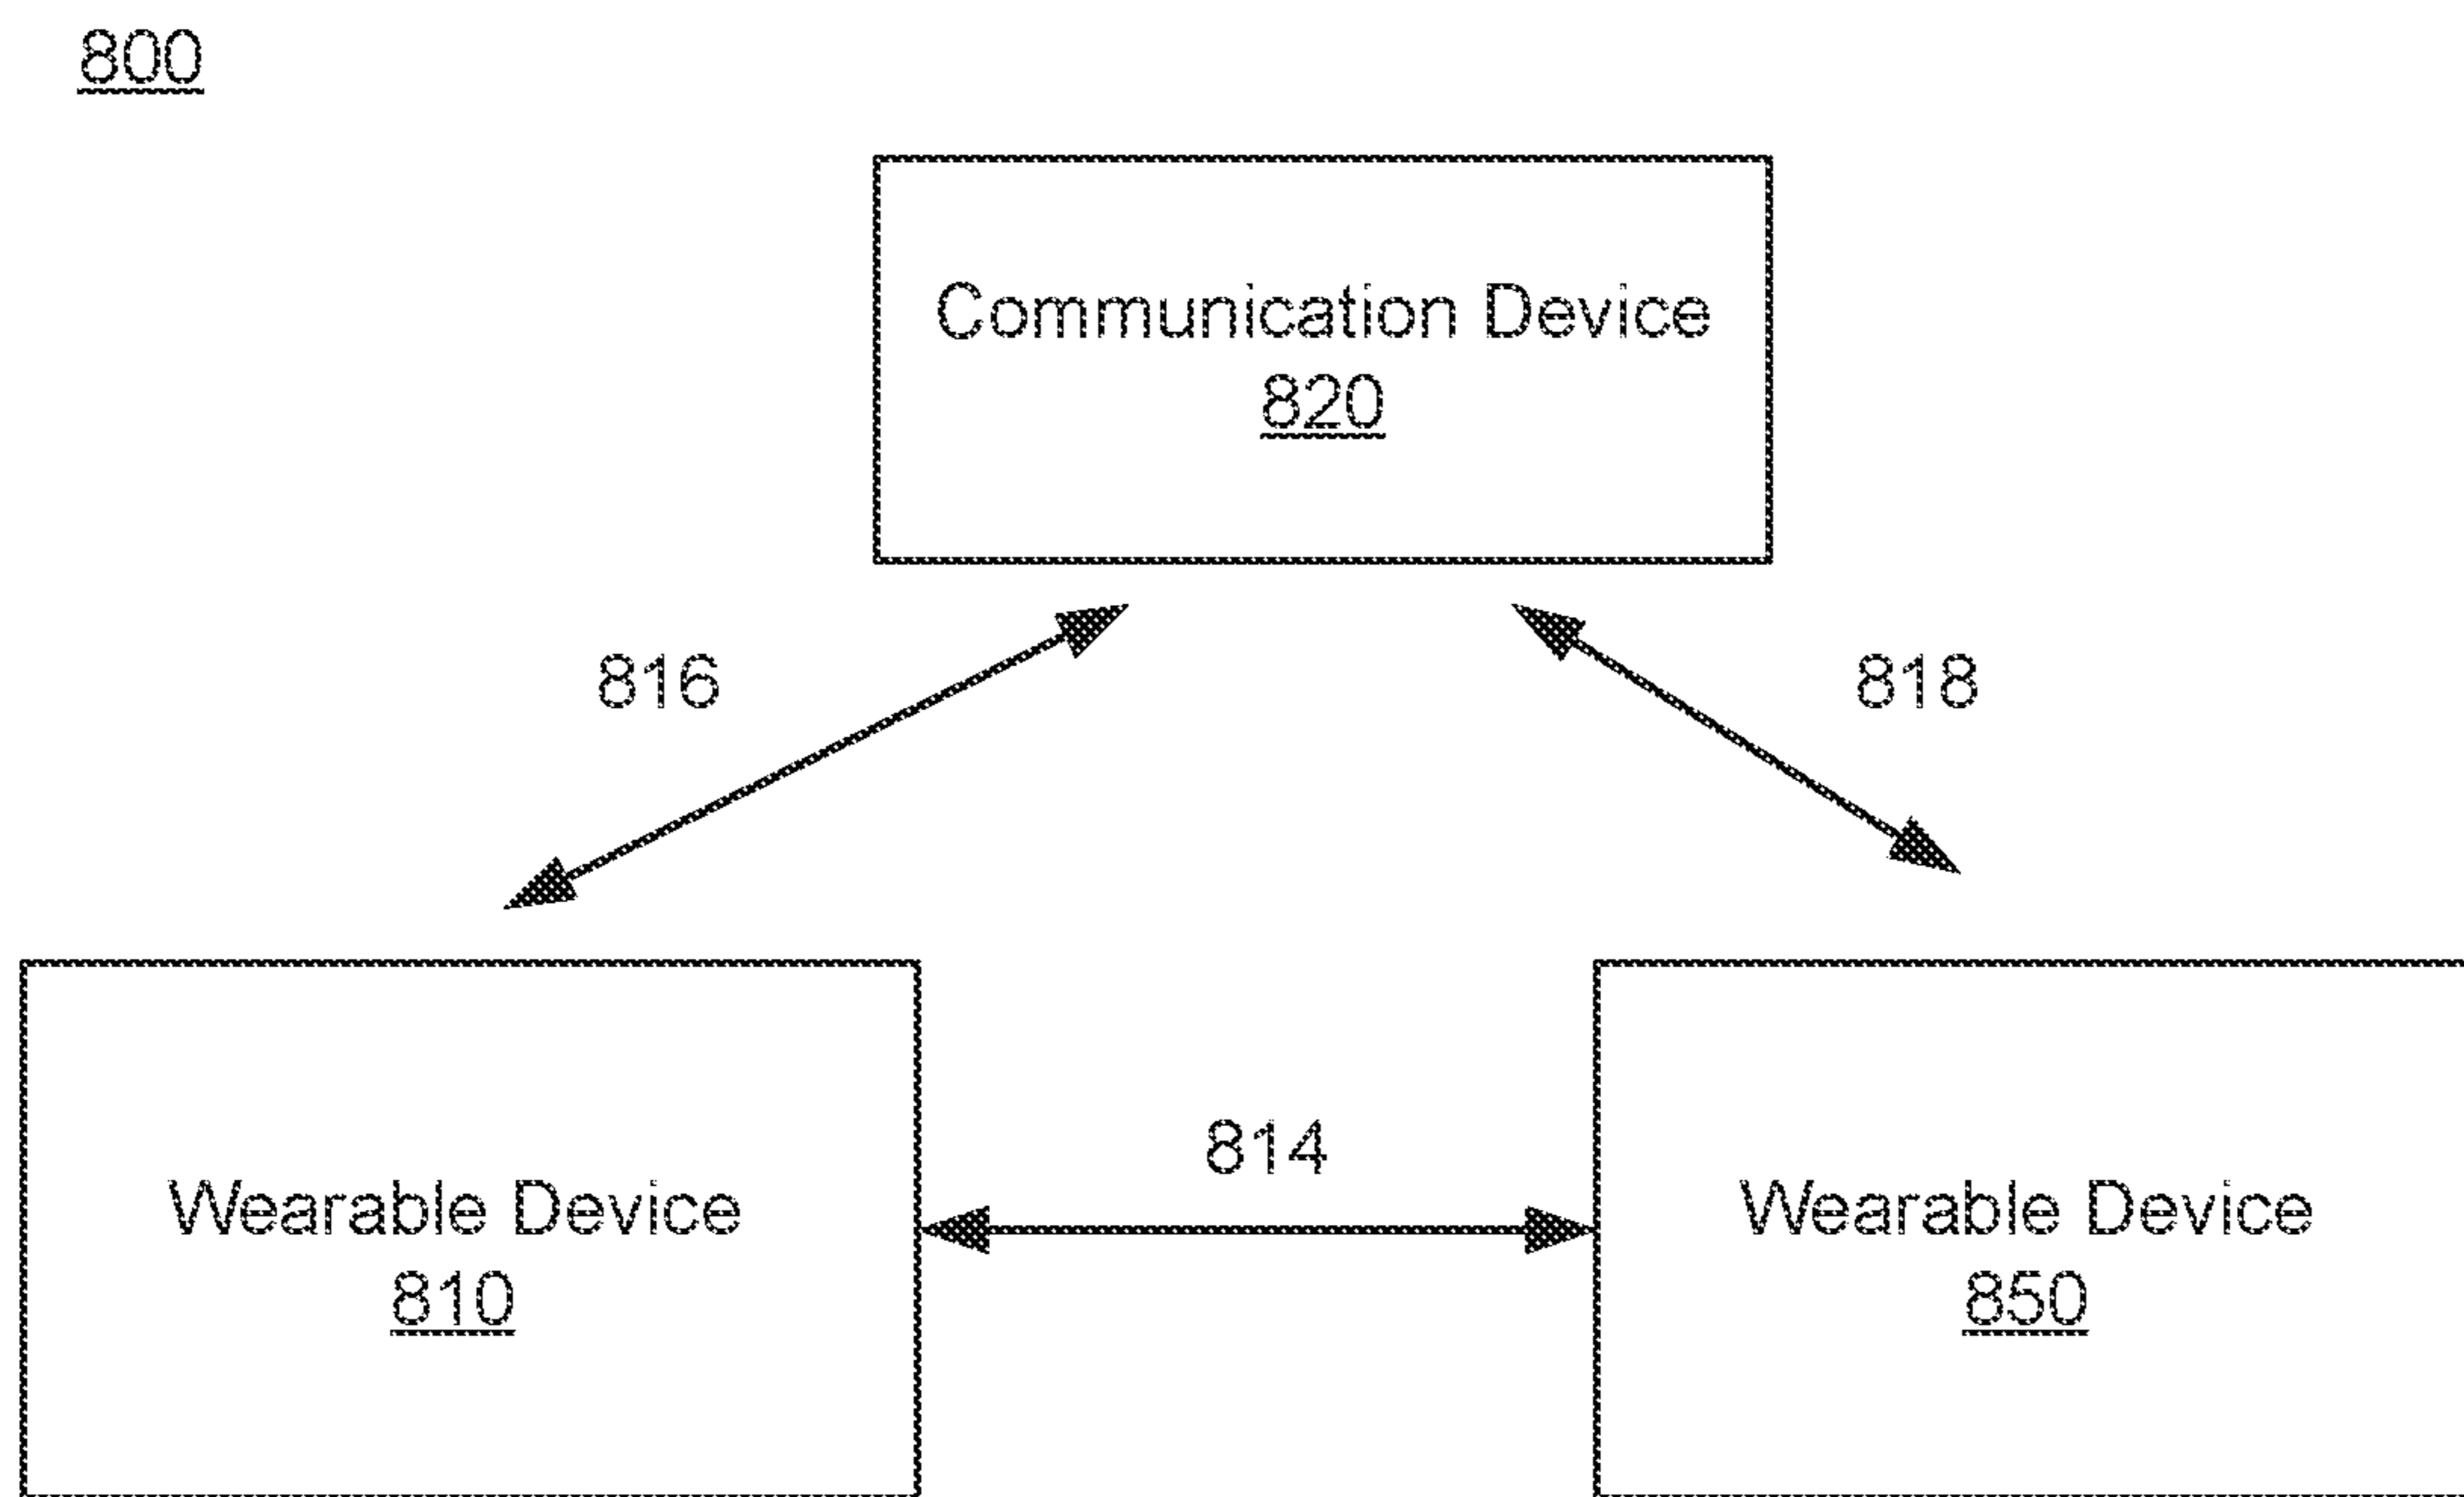 800
Communication Device
820
816
818
814
Wearable Device
810
Wearable Device
850